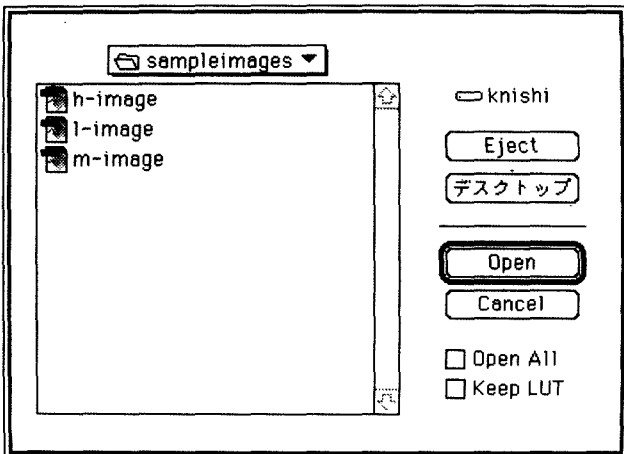 sampleimages
h-image
l-image
m-image
knishi
Eject
デスクトップ
Open
Cancel
Open All
Keep LUT